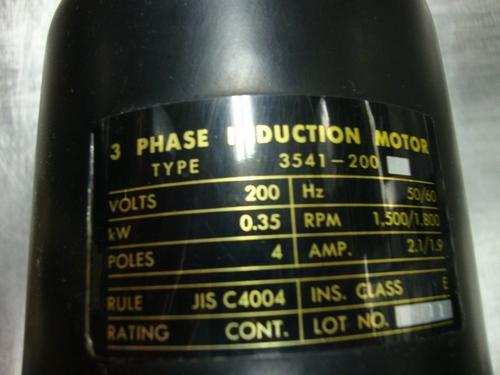 3 PHASE INDUCTION MOTOR
TYPE 3541-200
VOLTS 200 Hz 50/60
kW 0.35 RPM 1,500/1,800
POLES 4 AMP. 2.1/1.9
RULE JIS C4004 INS. CLASS E
RATING CONT. LOT NO.